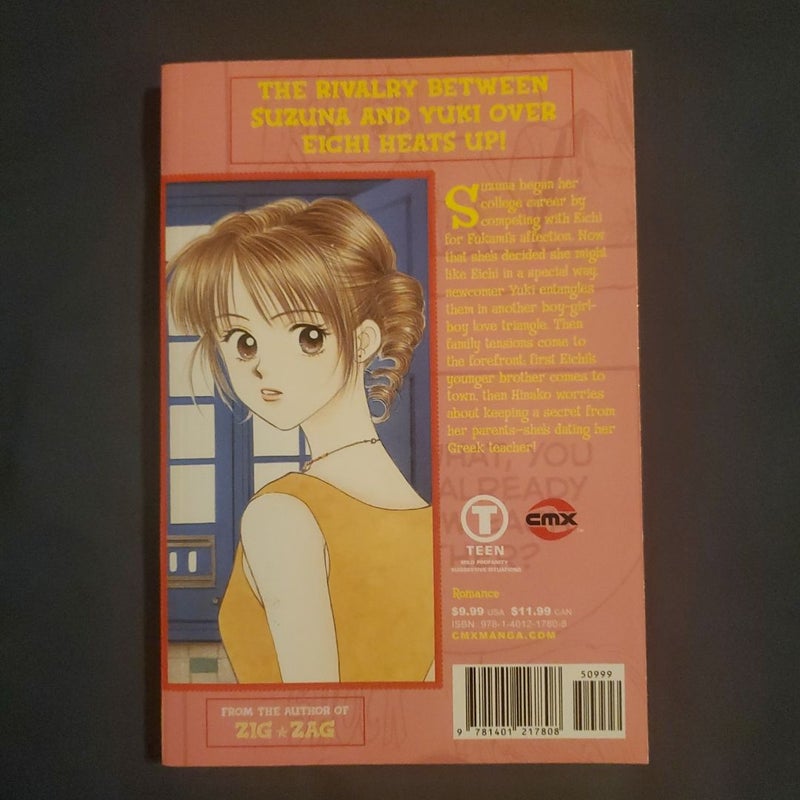 THE RIVALRY BETWEEN
SUZUNA AND YUKI OVER
EICHI HEATS UP!
Suzuna began her
college career by
competing with Eichi
for Fukami's affection. Now
that she's decided she might
like Eichi in a special way,
newcomer Yuki entangles
them in another boy-girl-
boy love triangle. Then
family tensions come to
the forefront: first Eichi's
younger brother comes to
town, then Hinako worries
about keeping a secret from
her parents—she's dating her
Greek teacher!
HAT, YOU
ALREADY
T
TEEN
MILD PROFANITY
SUGGESTIVE SITUATIONS
CMX
Romance
$9.99 USA $11.99 CAN
ISBN 978-1-4012-1780-8
CMXMANGA.COM
50999
9 781401 217808
FROM THE AUTHOR OF
ZIG★ZAG